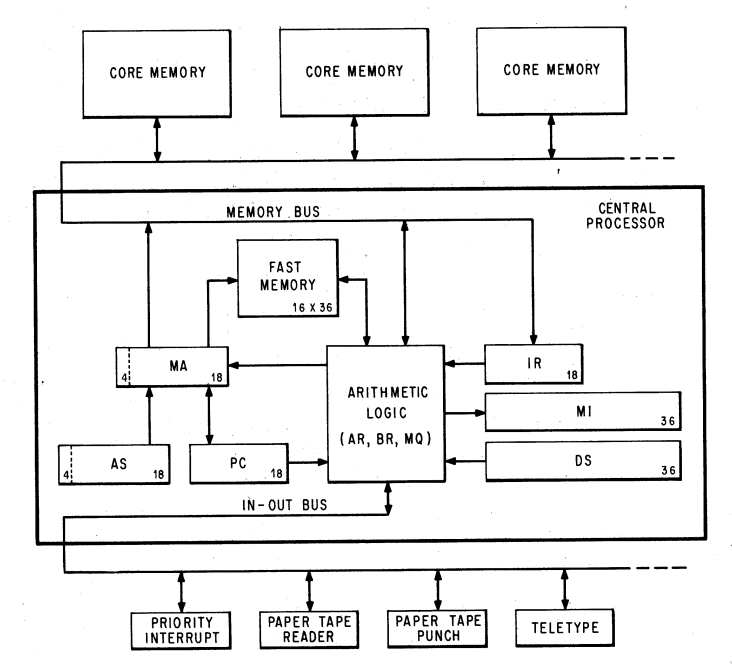 CORE MEMORY
CORE MEMORY
CORE MEMORY
CENTRAL
PROCESSOR
MEMORY BUS
FAST
MEMORY
16 X 36
4 MA 18
IR 18
ARITHMETIC
LOGIC
(AR, BR, MQ)
MI 36
4 AS 18
PC 18
DS 36
IN-OUT BUS
PRIORITY
INTERRUPT
PAPER TAPE
READER
PAPER TAPE
PUNCH
TELETYPE